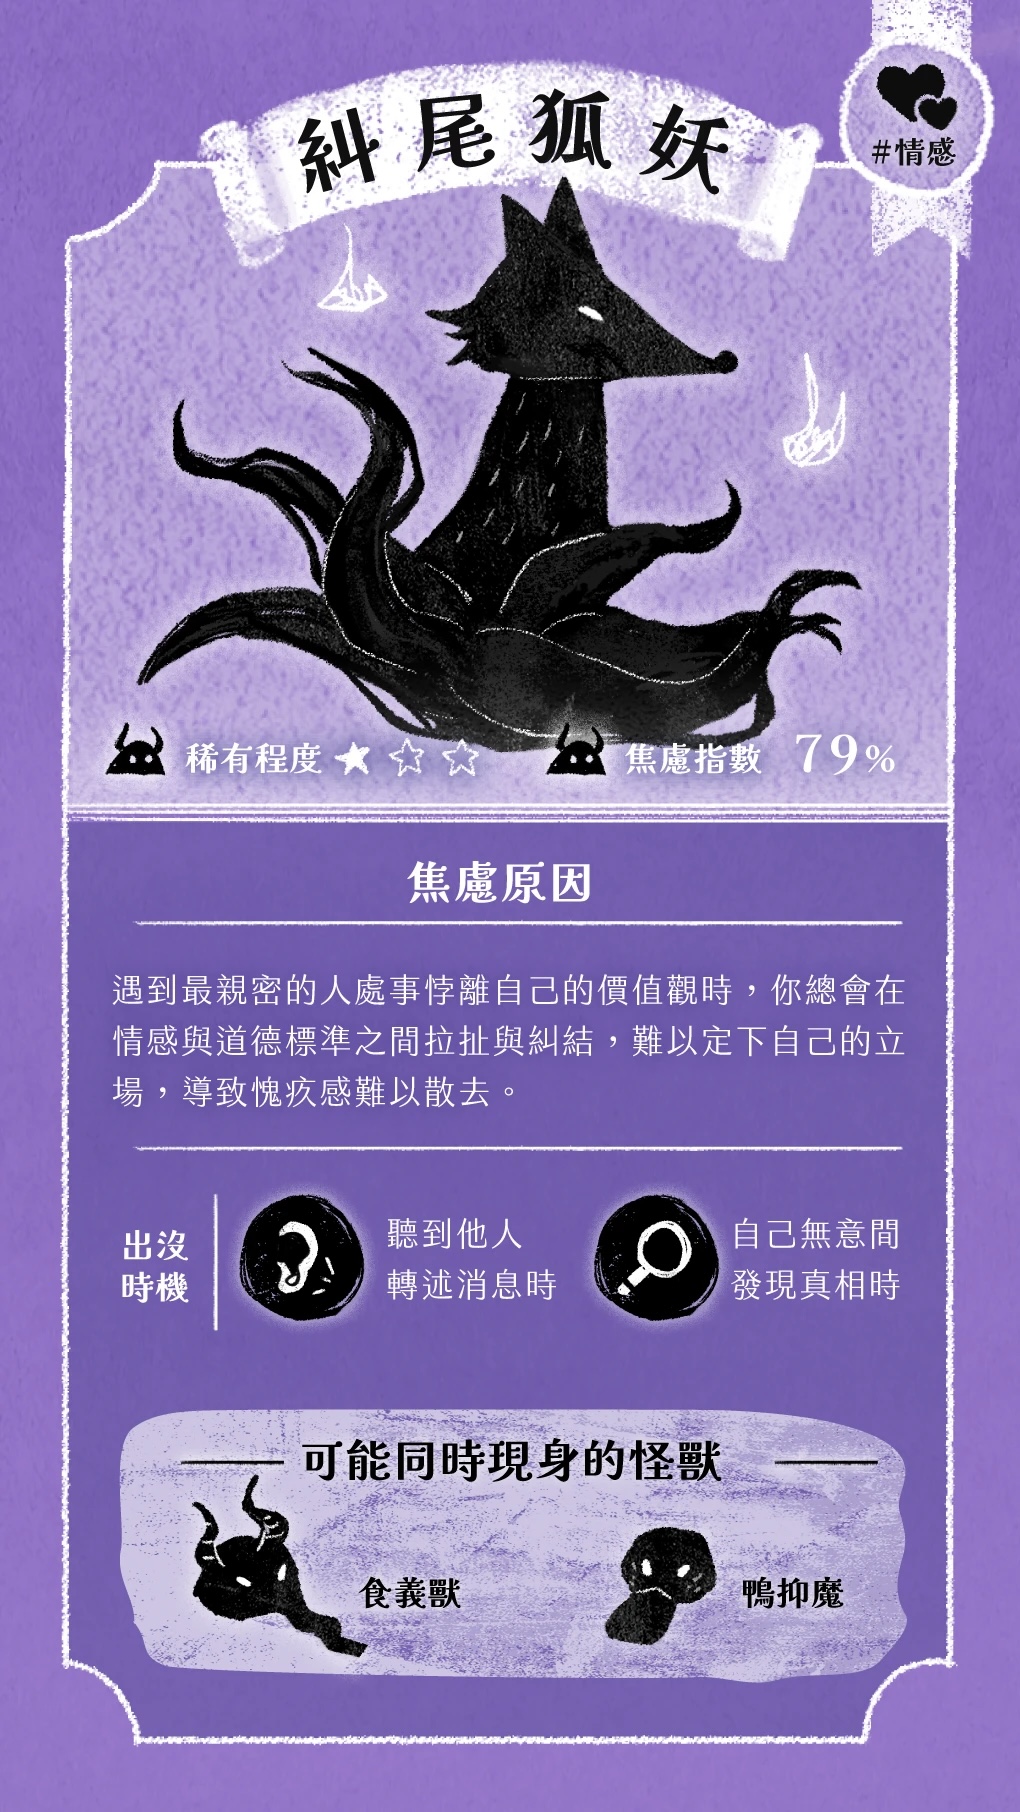 糾尾狐妖
#情感
稀有程度 ★☆☆ 焦慮指數 79%
焦慮原因
遇到最親密的人處事悖離自己的價值觀時，你總會在
情感與道德標準之間拉扯與糾結，難以定下自己的立
場，導致愧疚感難以散去。
出沒
時機
聽到他人
轉述消息時
自己無意間
發現真相時
可能同時現身的怪獸
食義獸
鴨抑魔